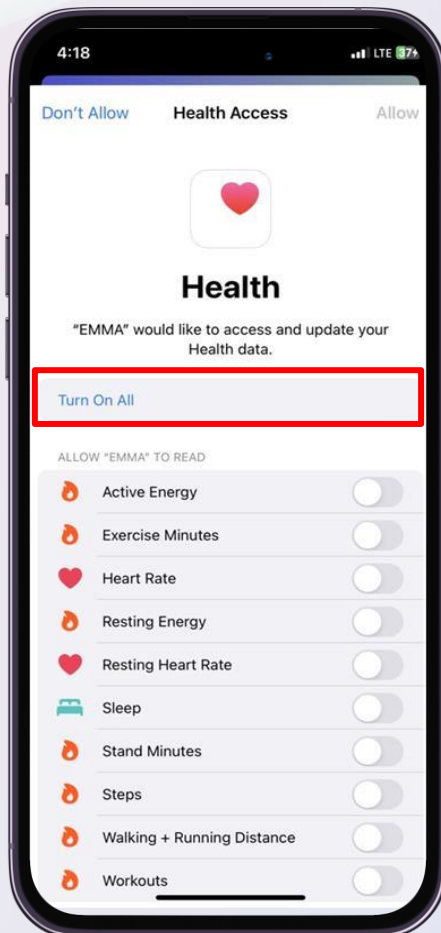 4:18 LTE 37
Don't Allow Health Access Allow
Health
"EMMA" would like to access and update your
Health data.
Turn On All
ALLOW "EMMA" TO READ
Active Energy
Exercise Minutes
Heart Rate
Resting Energy
Resting Heart Rate
Sleep
Stand Minutes
Steps
Walking + Running Distance
Workouts